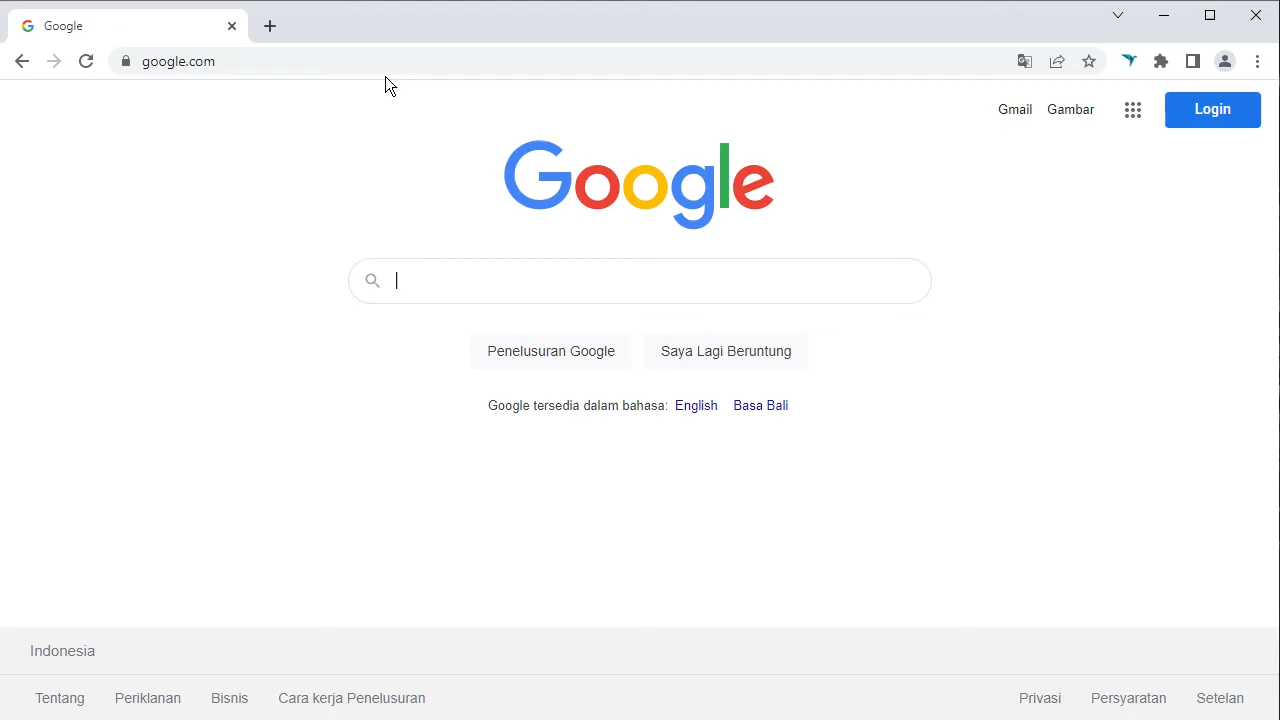 Google
google.com
Gmail Gambar Login
Google
Penelusuran Google Saya Lagi Beruntung
Google tersedia dalam bahasa: English Basa Bali
Indonesia
Tentang Periklanan Bisnis Cara kerja Penelusuran Privasi Persyaratan Setelan